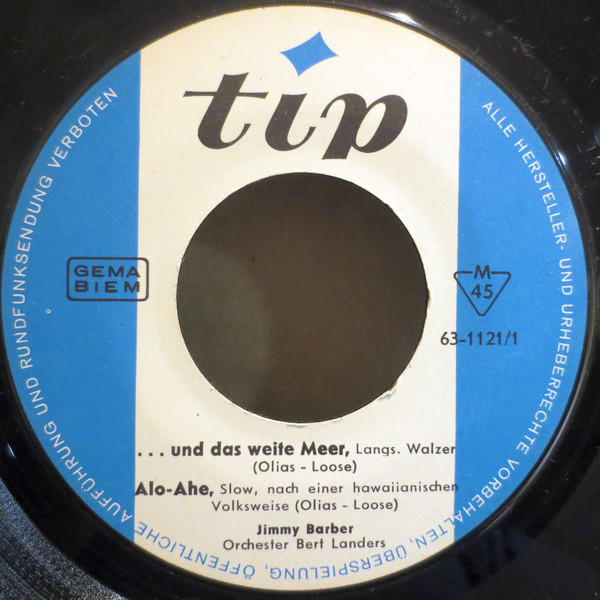 tip
GEMA
BIEM
M
45
63-1121/1
... und das weite Meer, Langs. Walzer
(Olias - Loose)
Alo-Ahe, Slow, nach einer hawaiianischen
Volksweise (Olias - Loose)
Jimmy Barber
Orchester Bert Landers
ALLE HERSTELLER- UND URHEBERRECHTE VORBEHALTEN, ÜBERSPIELUNG, ÖFFENTLICHE AUFFÜHRUNG UND RUNDFUNKSENDUNG VERBOTEN